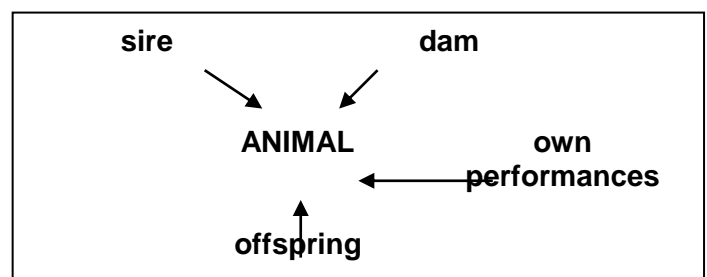 sire dam
ANIMAL own
performances
offspring